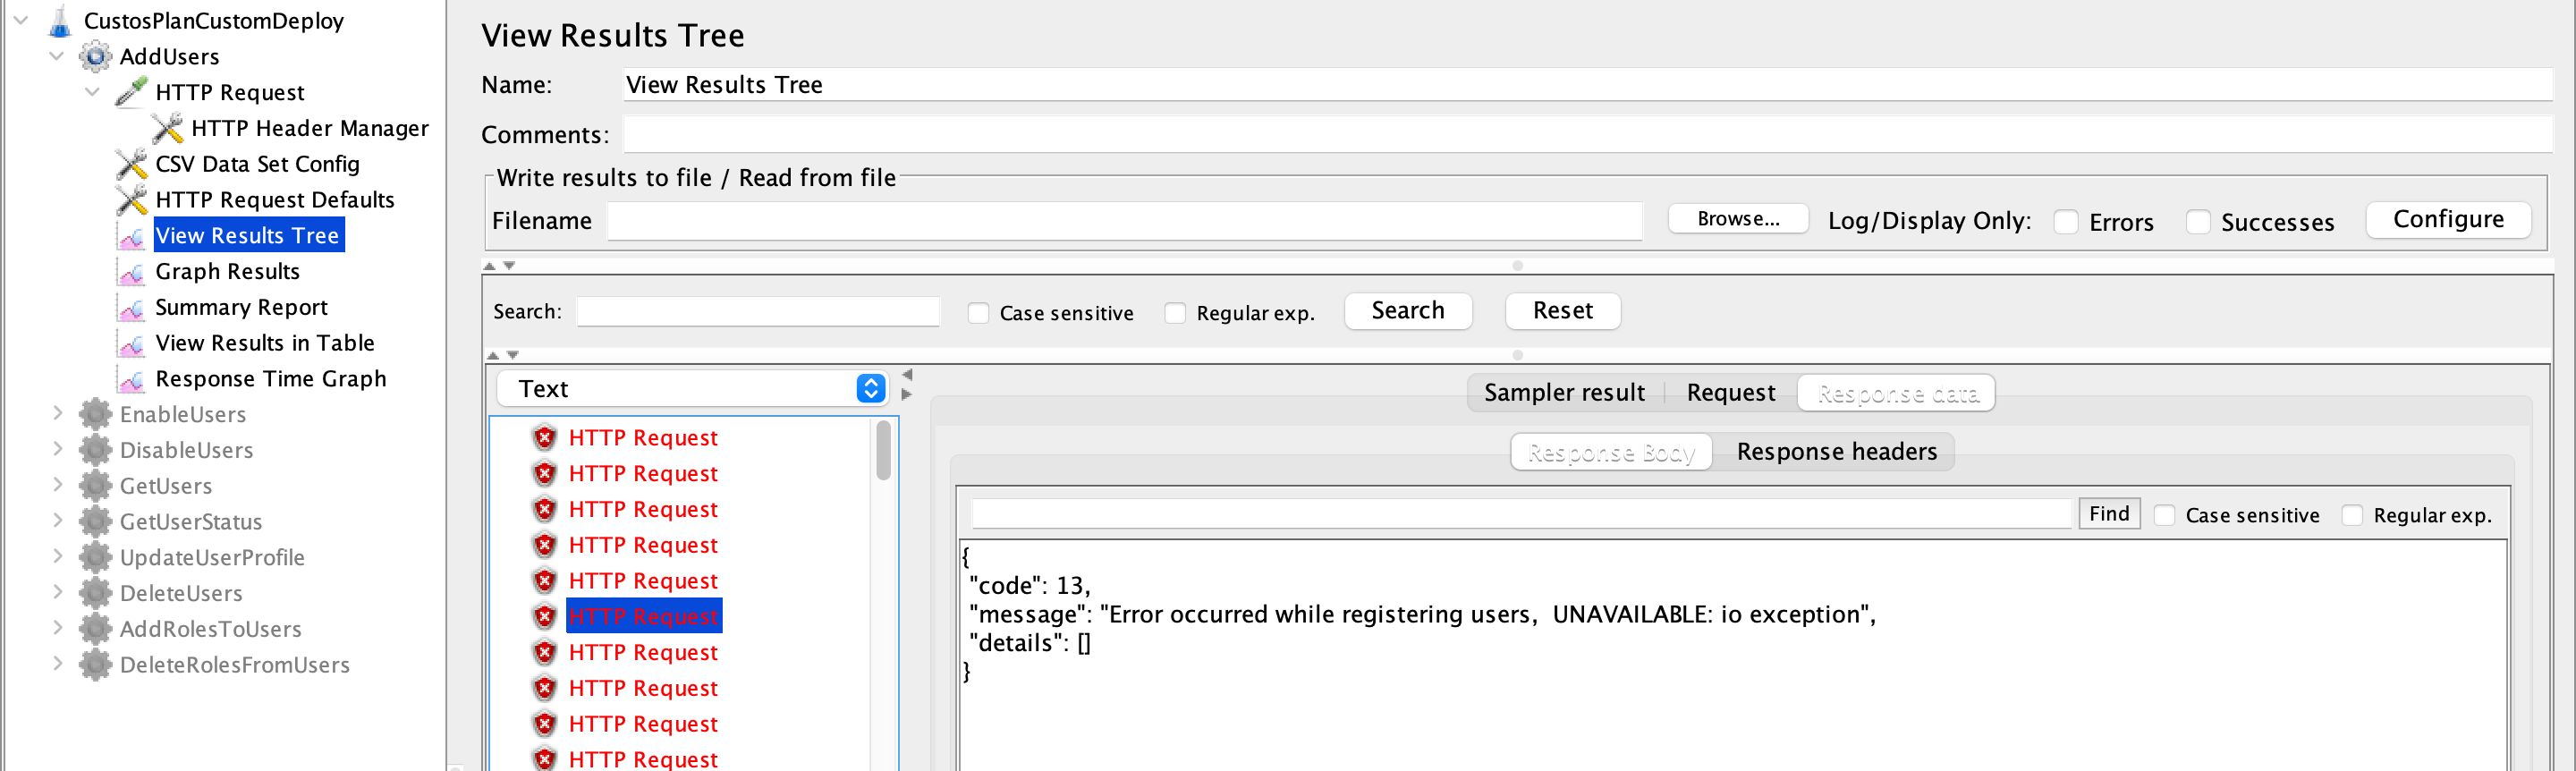 CustosPlanCustomDeploy
AddUsers
HTTP Request
HTTP Header Manager
CSV Data Set Config
HTTP Request Defaults
View Results Tree
Graph Results
Summary Report
View Results in Table
Response Time Graph
EnableUsers
DisableUsers
GetUsers
GetUserStatus
UpdateUserProfile
DeleteUsers
AddRolesToUsers
DeleteRolesFromUsers
View Results Tree
Name: View Results Tree
Comments:
Write results to file / Read from file
Filename Browse... Log/Display Only: Errors Successes Configure
Search: Case sensitive Regular exp. Search Reset
Text
HTTP Request
HTTP Request
HTTP Request
HTTP Request
HTTP Request
HTTP Request
HTTP Request
HTTP Request
HTTP Request
HTTP Request
Sampler result Request Response data
Response Body Response headers
Find Case sensitive Regular exp.
{
"code": 13,
"message": "Error occurred while registering users,  UNAVAILABLE: io exception",
"details": []
}